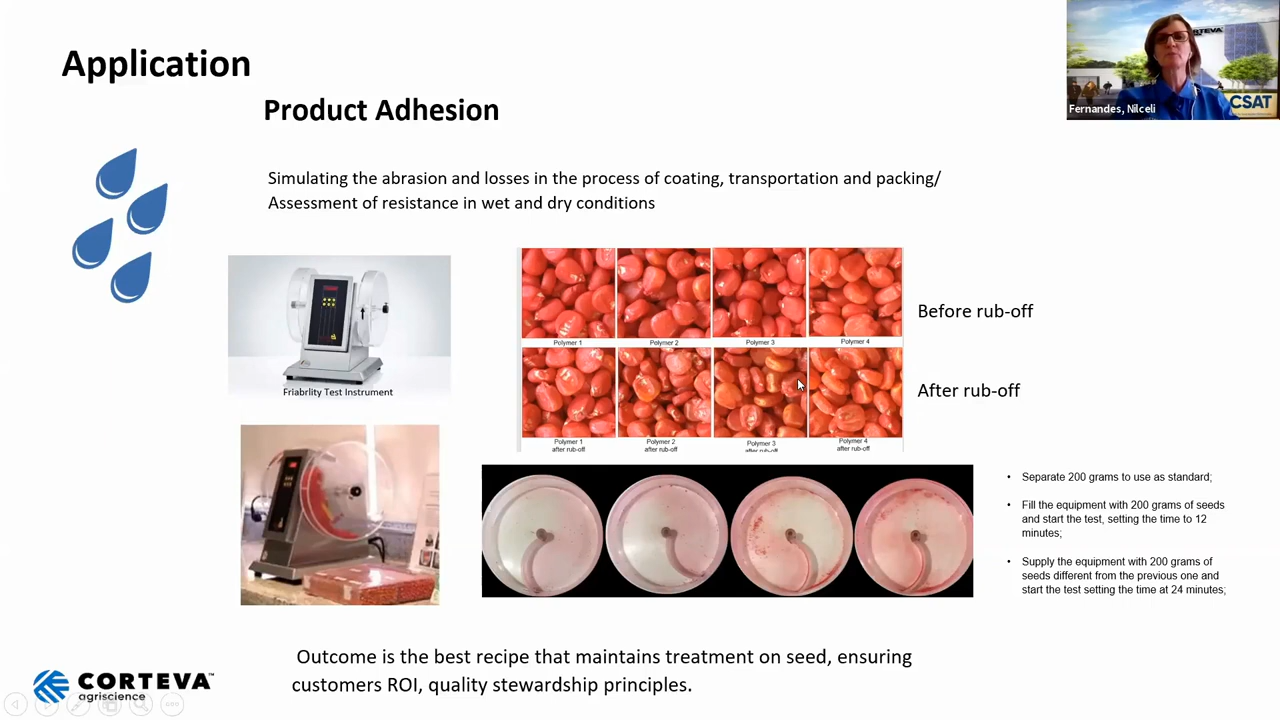 Application
Product Adhesion
CORTEVA
CSAT
Fernandes, Nilceli
Simulating the abrasion and losses in the process of coating, transportation and packing/
Assessment of resistance in wet and dry conditions
Friabrlity Test Instrument
Polymer 1
Polymer 2
Polymer 3
Polymer 4
Before rub-off
After rub-off
Polymer 1
after rub-off
Polymer 2
after rub-off
Polymer 3
after rub-off
Polymer 4
after rub-off
• Separate 200 grams to use as standard;
• Fill the equipment with 200 grams of seeds
and start the test, setting the time to 12
minutes;
• Supply the equipment with 200 grams of
seeds different from the previous one and
start the test setting the time at 24 minutes;
Outcome is the best recipe that maintains treatment on seed, ensuring
customers ROI, quality stewardship principles.
CORTEVA™
agriscience